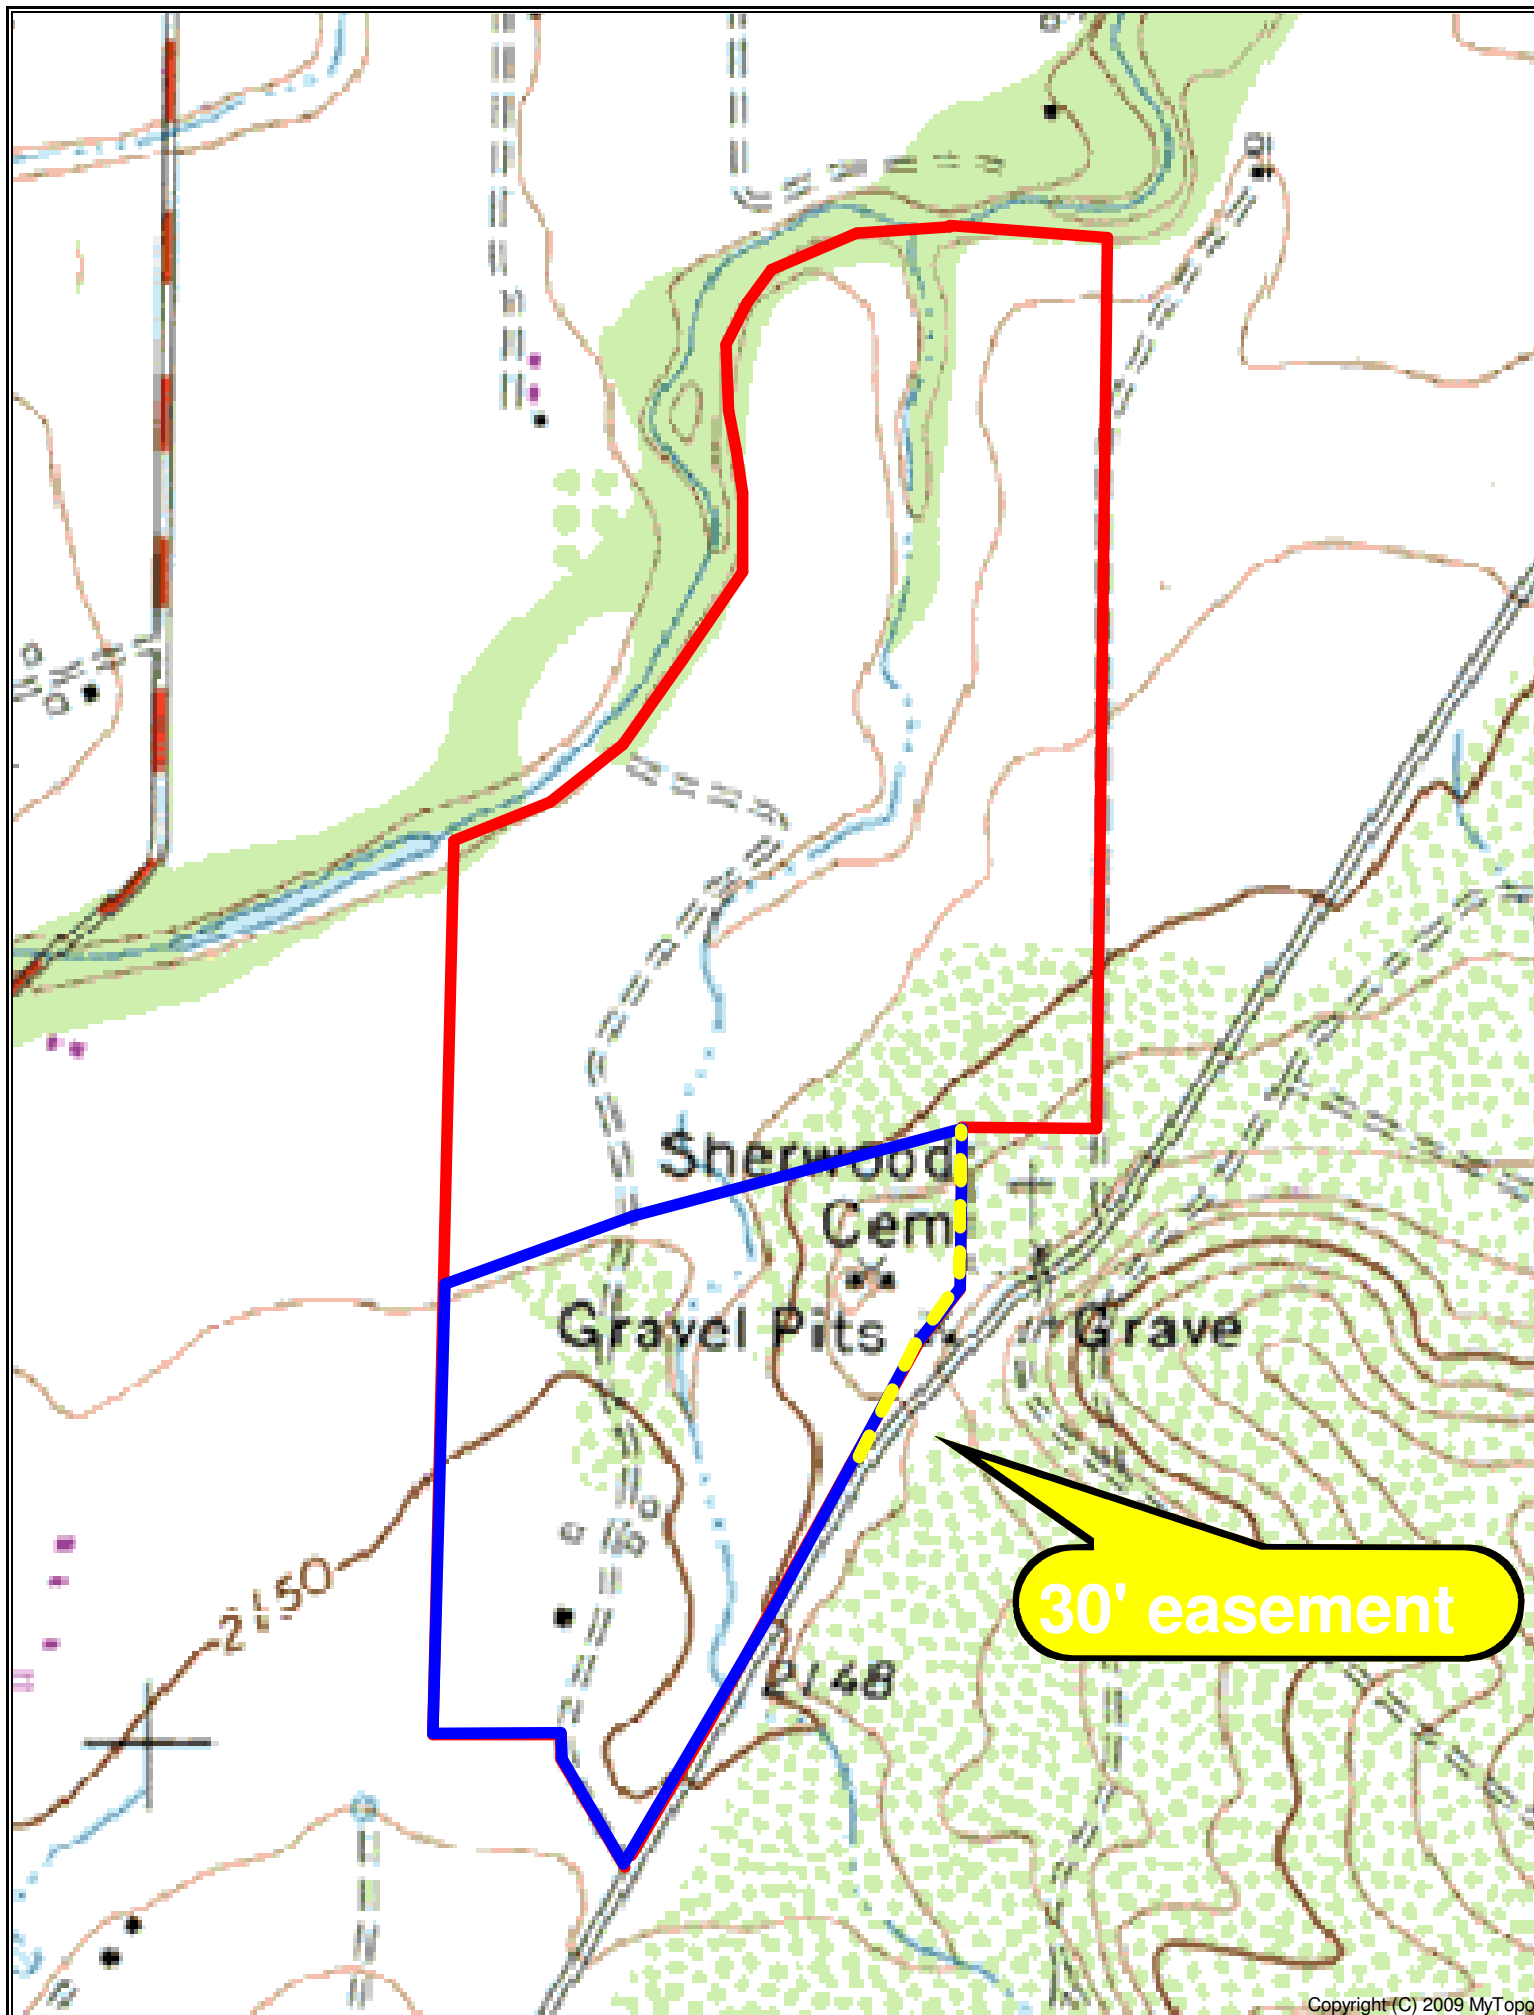 Sherwood
Cem
Gravel Pits
Grave
30' easement
2150
2148
Copyright (C) 2009 MyTopo